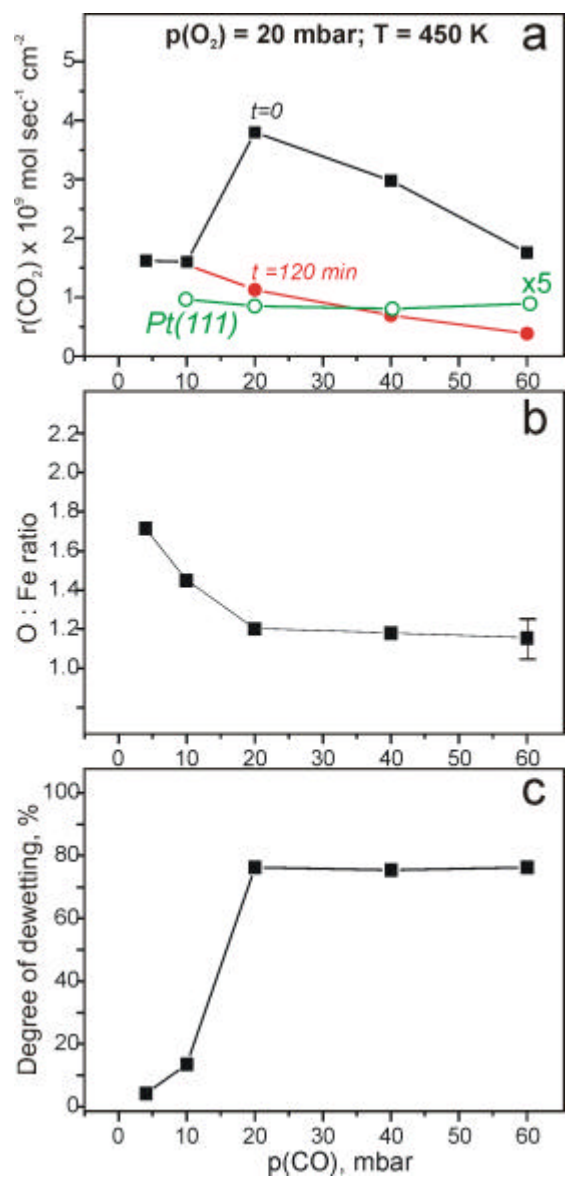 p(O₂) = 20 mbar; T = 450 K
a
r(CO₂) x 10⁹ mol sec⁻¹ cm⁻²
5
4
3
2
1
0
t=0
t =120 min
x5
Pt(111)
0 10 20 30 40 50 60
b
O : Fe ratio
2.2
2.0
1.8
1.6
1.4
1.2
1.0
0 10 20 30 40 50 60
c
Degree of dewetting, %
100
80
60
40
20
0
0 10 20 30 40 50 60
p(CO), mbar